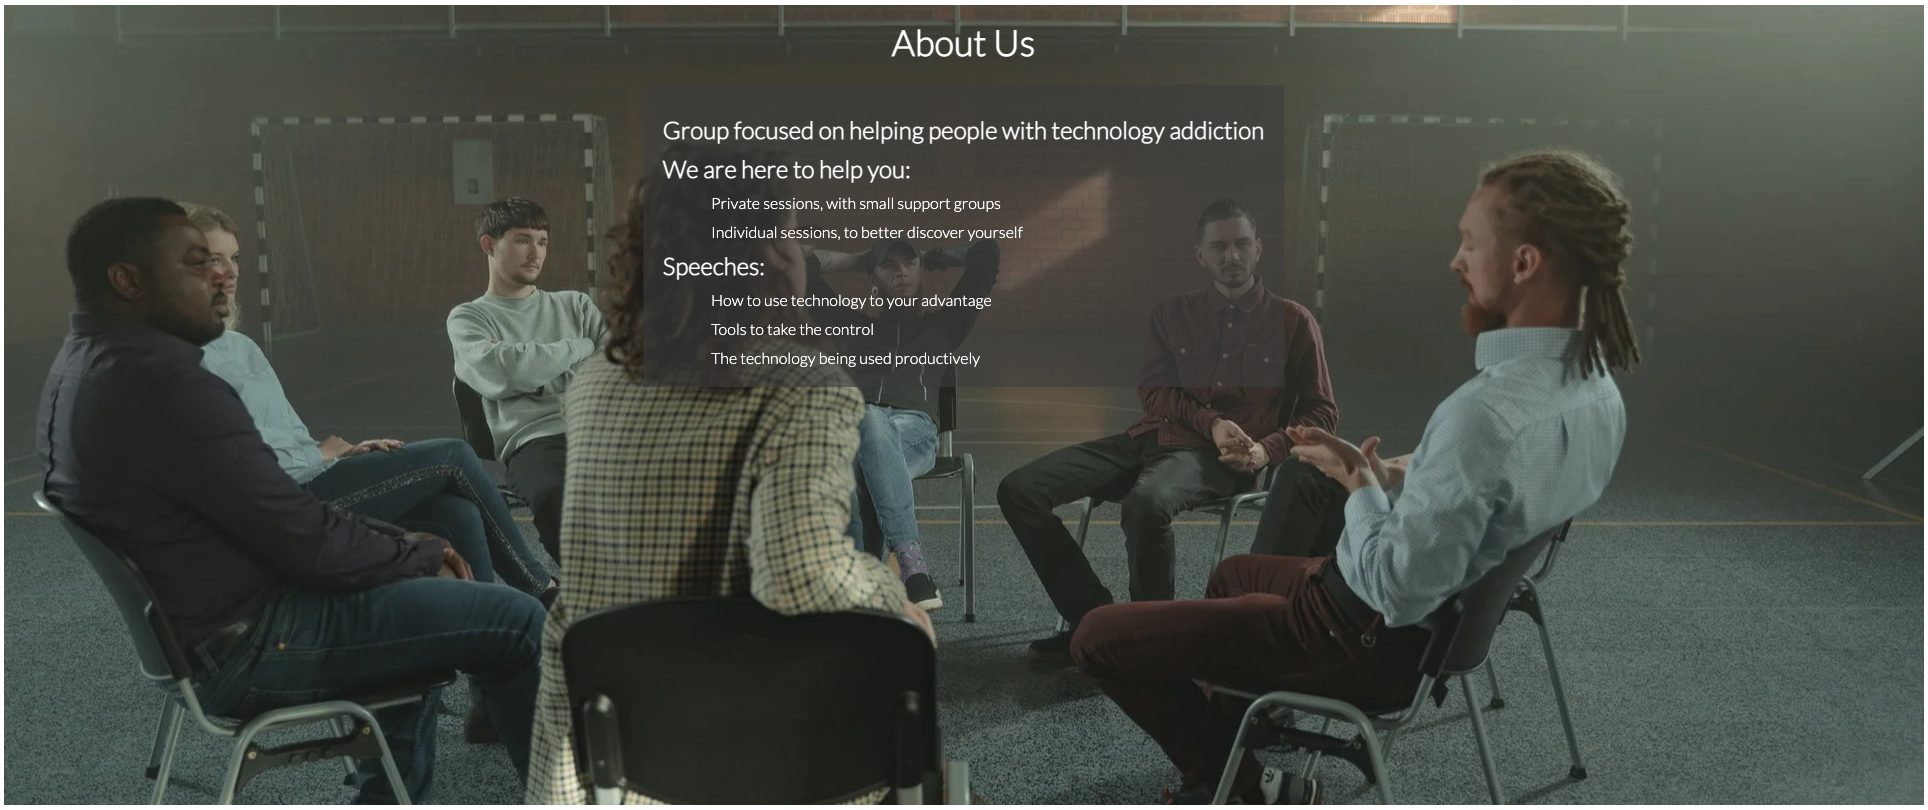 About Us
Group focused on helping people with technology addiction
We are here to help you:
Private sessions, with small support groups
Individual sessions, to better discover yourself
Speeches:
How to use technology to your advantage
Tools to take the control
The technology being used productively